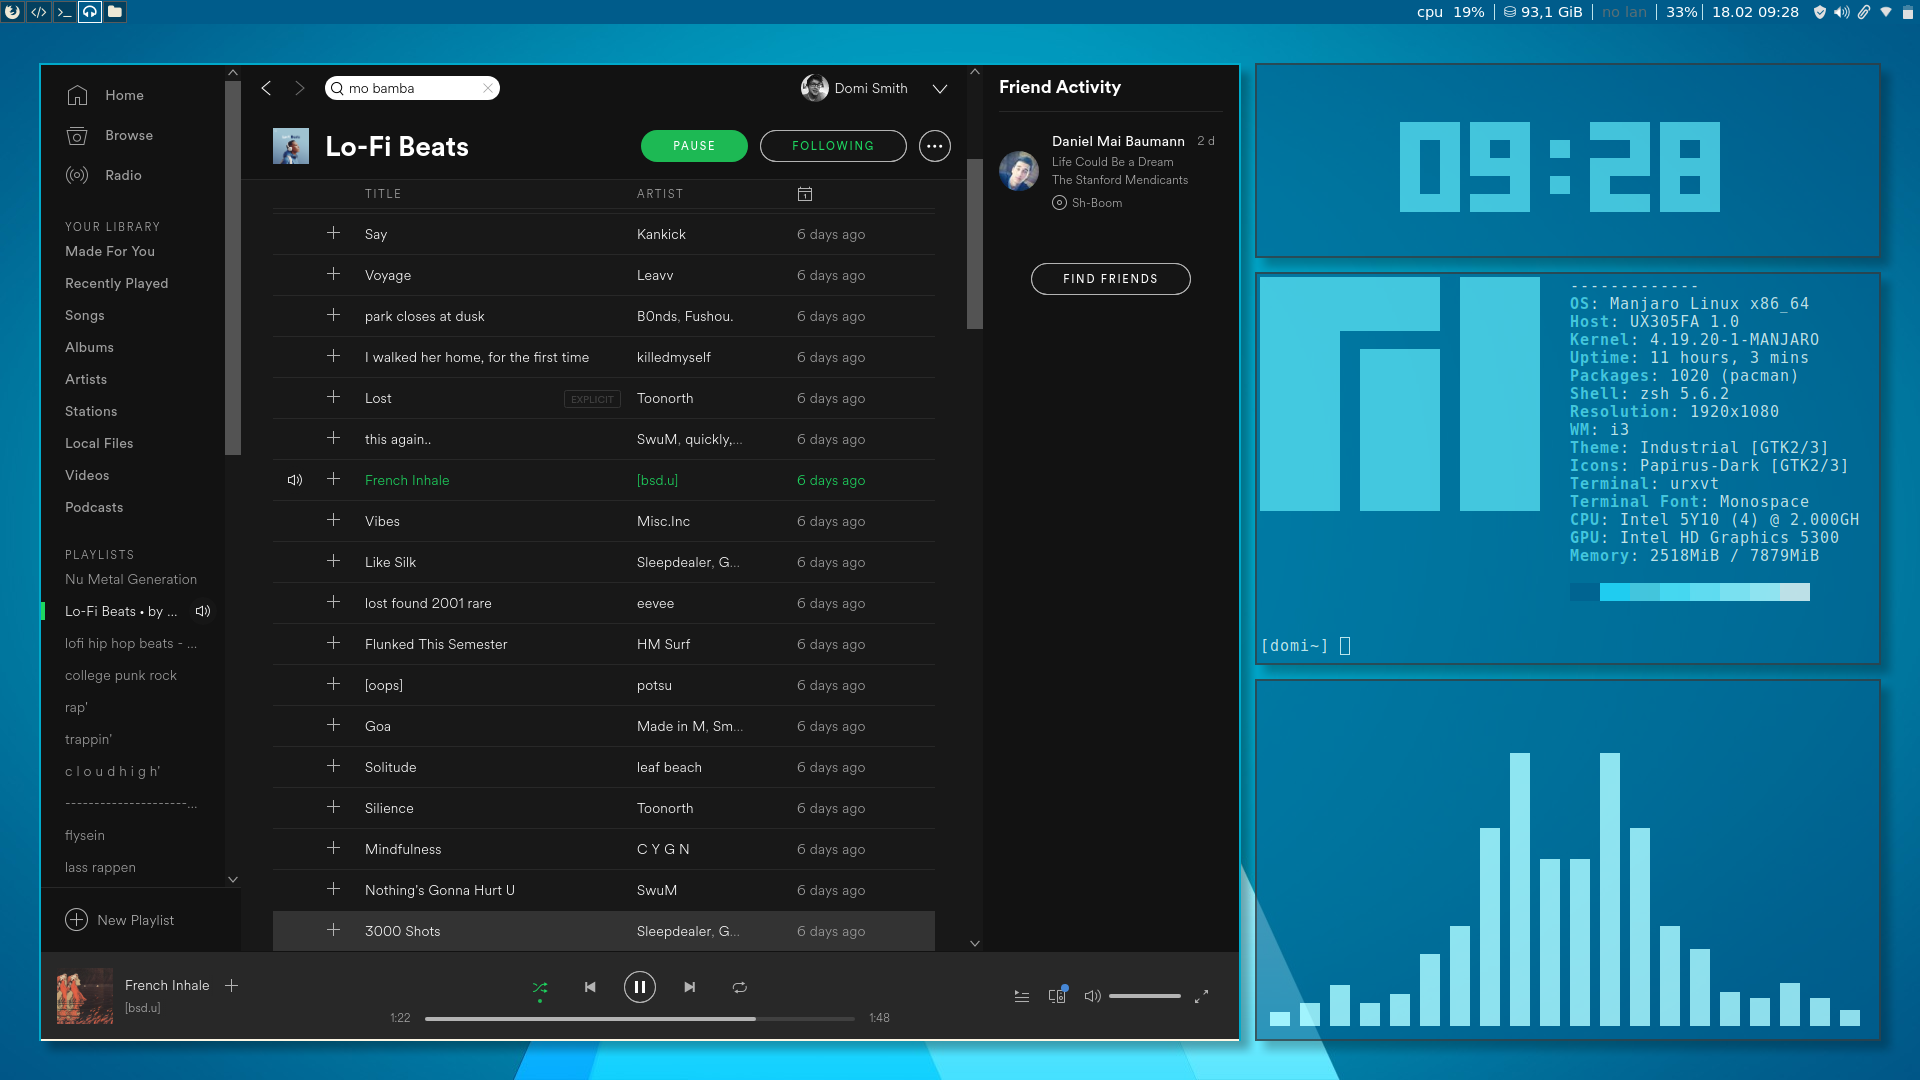 cpu 19% 93,1 GiB no lan 33% 18.02 09:28
Home
Browse
Radio
YOUR LIBRARY
Made For You
Recently Played
Songs
Albums
Artists
Stations
Local Files
Videos
Podcasts
PLAYLISTS
Nu Metal Generation
Lo-Fi Beats • by ...
lofi hip hop beats - ...
college punk rock
rap'
trappin'
c l o u d h i g h'
----------------------...
flysein
lass rappen
New Playlist
mo bamba
Domi Smith
Lo-Fi Beats
PAUSE
FOLLOWING
TITLE ARTIST
Say Kankick 6 days ago
Voyage Leavv 6 days ago
park closes at dusk B0nds, Fushou. 6 days ago
I walked her home, for the first time killedmyself 6 days ago
Lost EXPLICIT Toonorth 6 days ago
this again.. SwuM, quickly,... 6 days ago
French Inhale [bsd.u] 6 days ago
Vibes Misc.Inc 6 days ago
Like Silk Sleepdealer, G... 6 days ago
lost found 2001 rare eevee 6 days ago
Flunked This Semester HM Surf 6 days ago
[oops] potsu 6 days ago
Goa Made in M, Sm... 6 days ago
Solitude leaf beach 6 days ago
Silience Toonorth 6 days ago
Mindfulness C Y G N 6 days ago
Nothing's Gonna Hurt U SwuM 6 days ago
3000 Shots Sleepdealer, G... 6 days ago
Friend Activity
Daniel Mai Baumann 2 d
Life Could Be a Dream
The Stanford Mendicants
Sh-Boom
FIND FRIENDS
French Inhale
[bsd.u]
1:22
1:48
09:28
-------------
OS: Manjaro Linux x86_64
Host: UX305FA 1.0
Kernel: 4.19.20-1-MANJARO
Uptime: 11 hours, 3 mins
Packages: 1020 (pacman)
Shell: zsh 5.6.2
Resolution: 1920x1080
WM: i3
Theme: Industrial [GTK2/3]
Icons: Papirus-Dark [GTK2/3]
Terminal: urxvt
Terminal Font: Monospace
CPU: Intel 5Y10 (4) @ 2.000GH
GPU: Intel HD Graphics 5300
Memory: 2518MiB / 7879MiB
[domi~]